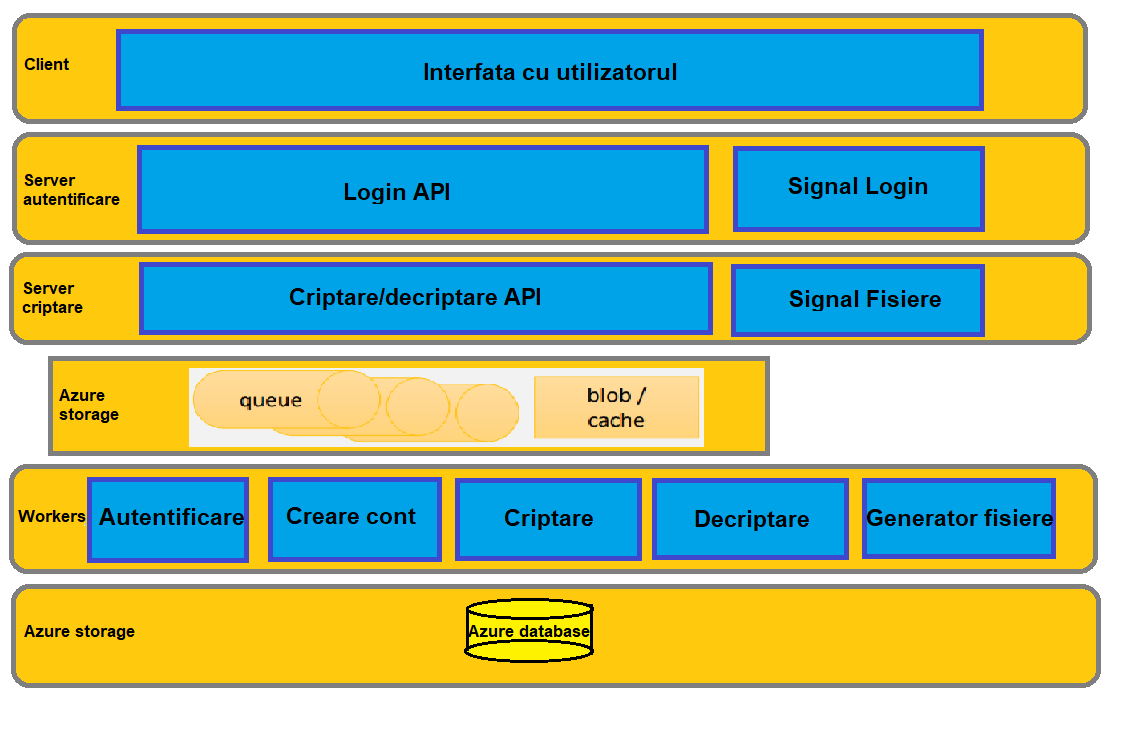 Client
Interfata cu utilizatorul
Server
autentificare
Login API
Signal Login
Server
criptare
Criptare/decriptare API
Signal Fisiere
Azure
storage
queue
blob /
cache
Workers
Autentificare
Creare cont
Criptare
Decriptare
Generator fisiere
Azure storage
Azure database